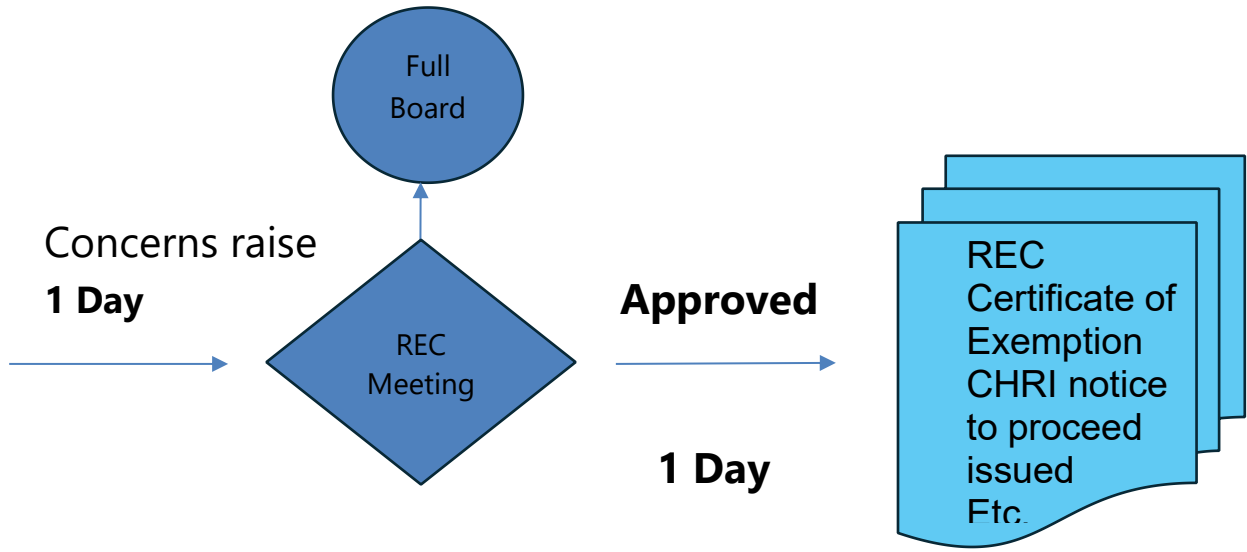 Full
Board
Concerns raise
1 Day
REC
Meeting
Approved
1 Day
REC
Certificate of
Exemption
CHRI notice
to proceed
issued
Etc.